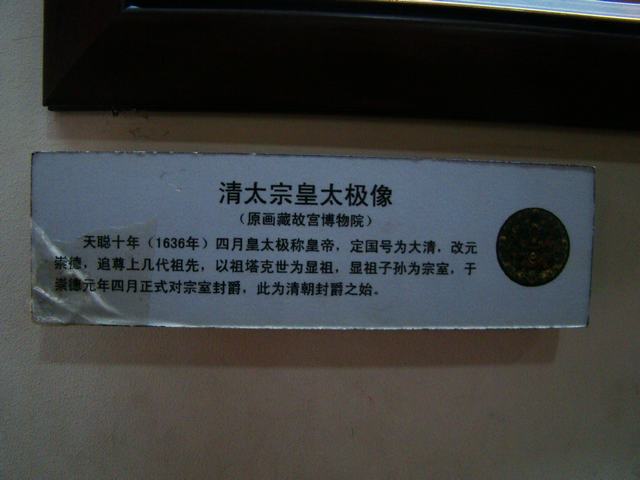 清太宗皇太极像
（原画藏故宫博物院）
天聪十年（1636年）四月皇太极称皇帝，定国号为大清，改元
崇德，追尊上几代祖先，以祖塔克世为显祖，显祖子孙为宗室，于
崇德元年四月正式对宗室封爵，此为清朝封爵之始。